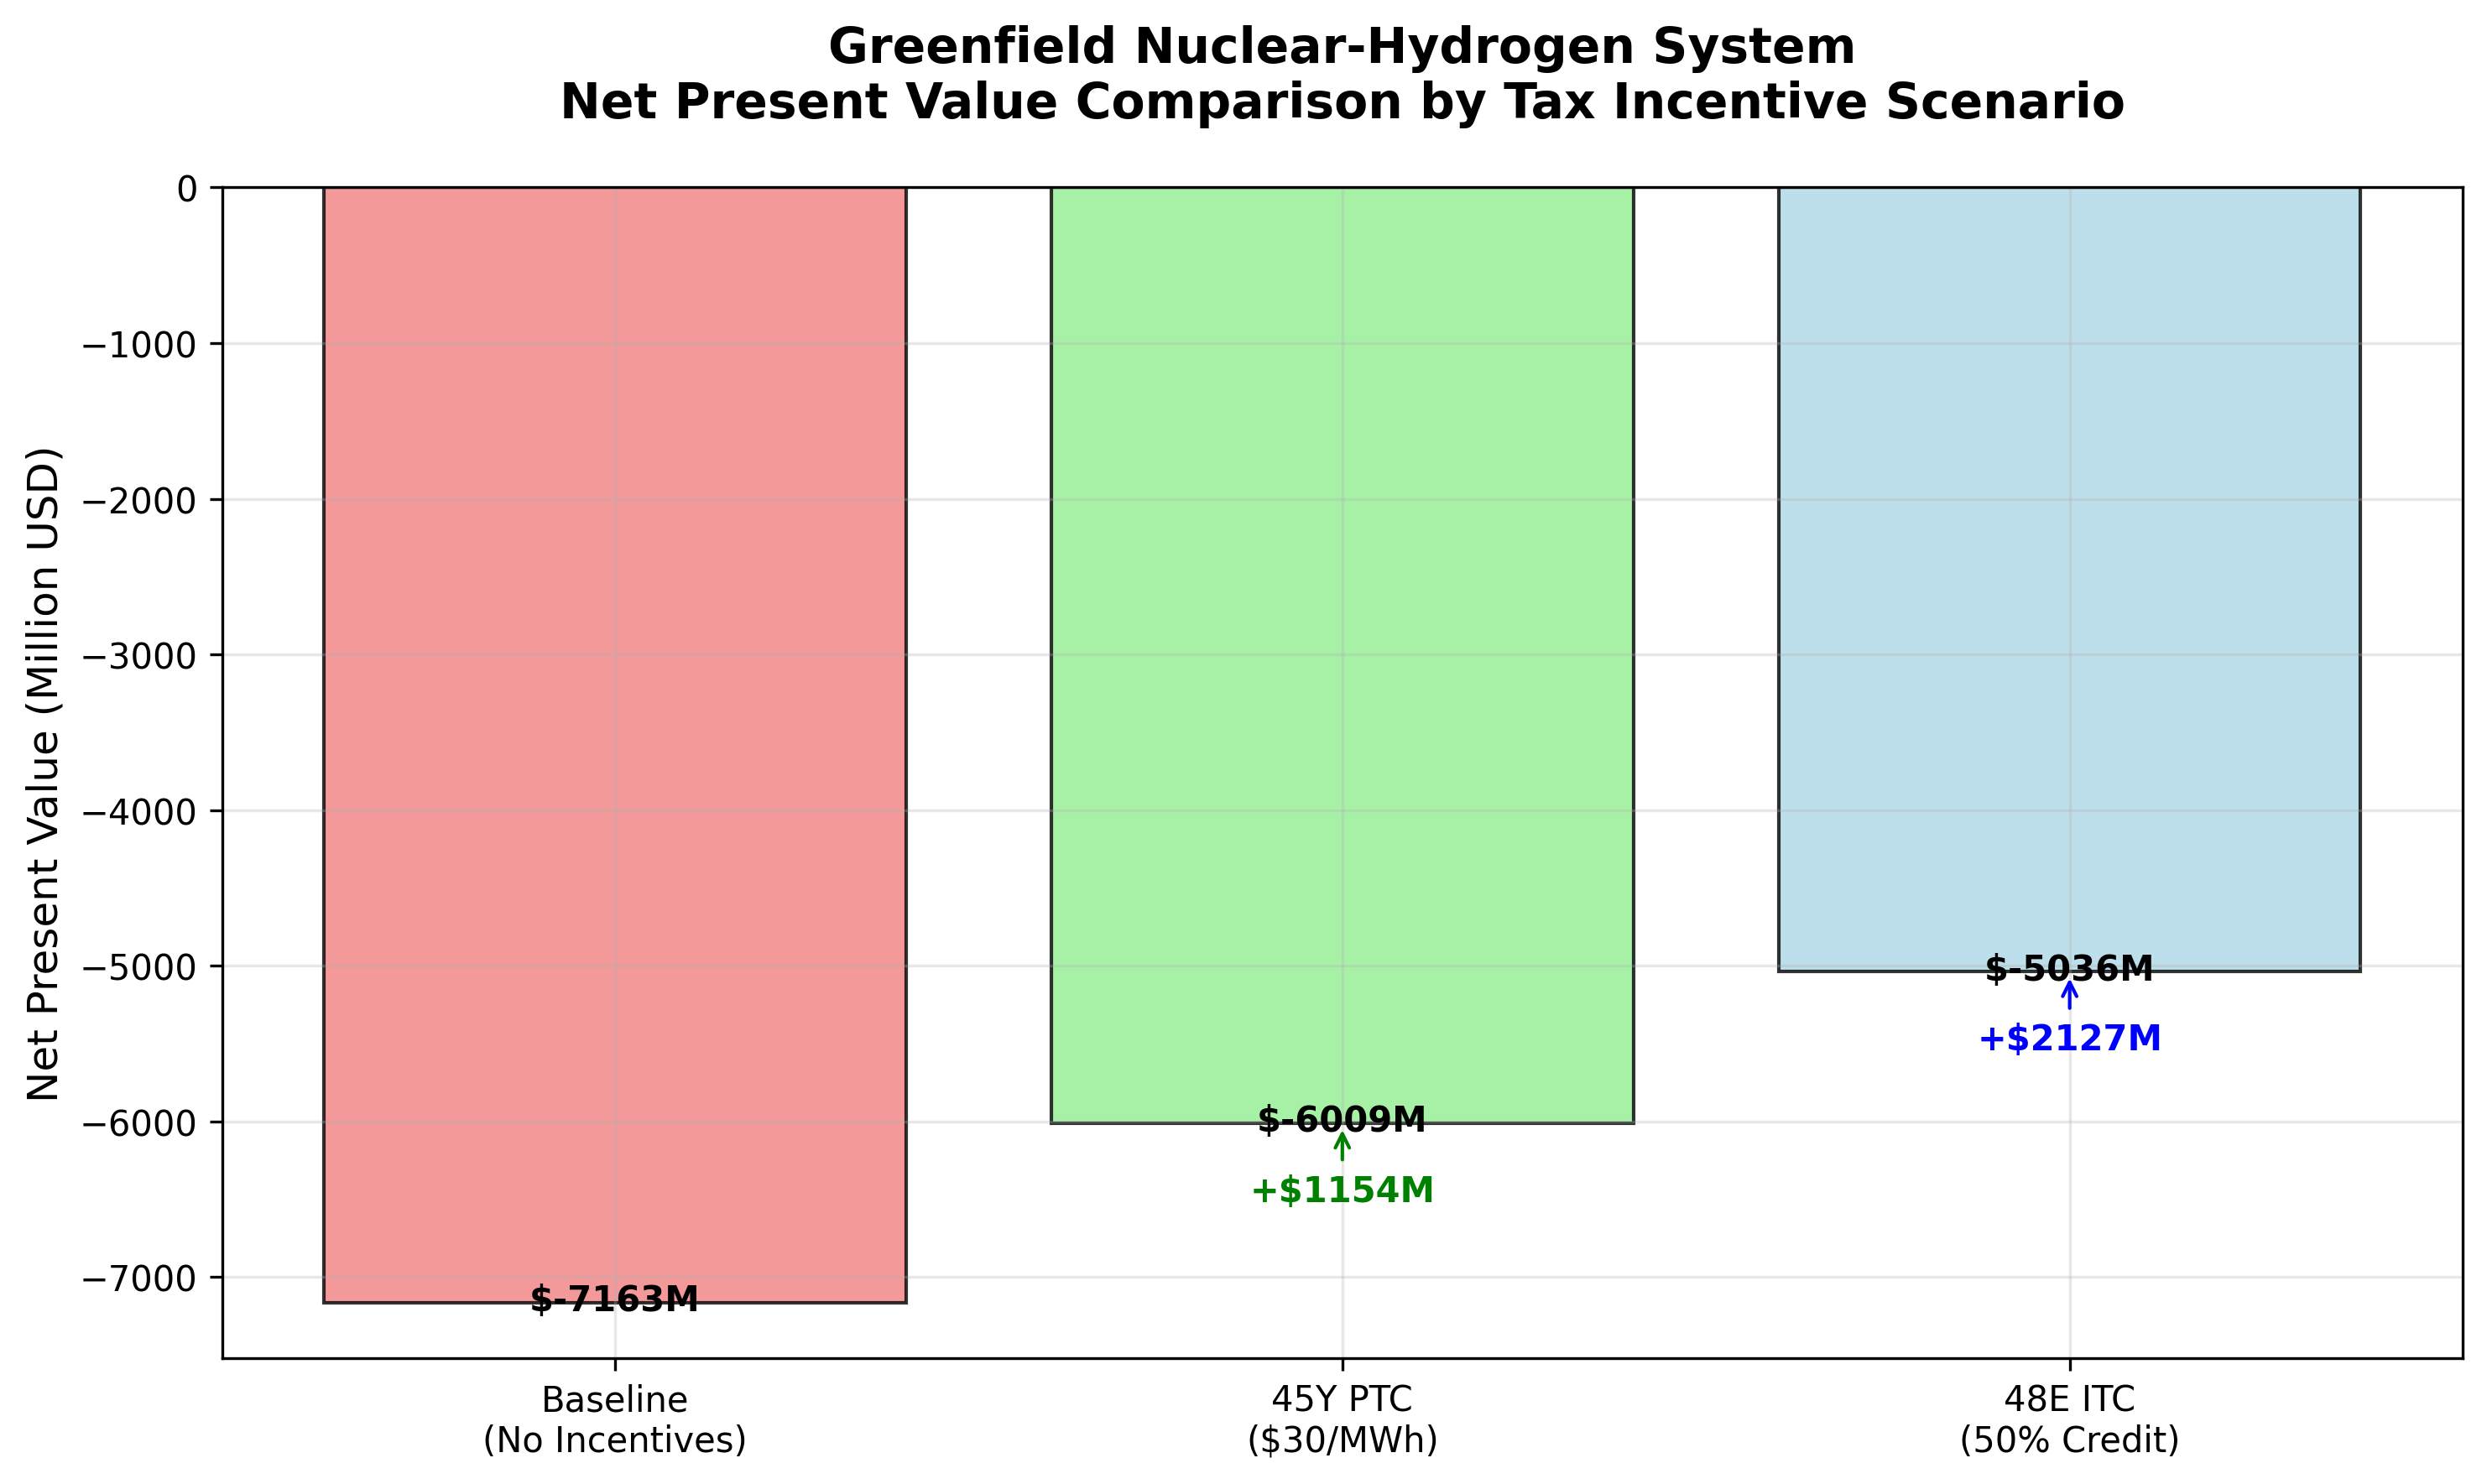 Greenfield Nuclear-Hydrogen System
Net Present Value Comparison by Tax Incentive Scenario
Net Present Value (Million USD)
0
−1000
−2000
−3000
−4000
−5000
−6000
−7000
$-7163M
$-6009M
+$1154M
$-5036M
+$2127M
Baseline
(No Incentives)
45Y PTC
($30/MWh)
48E ITC
(50% Credit)